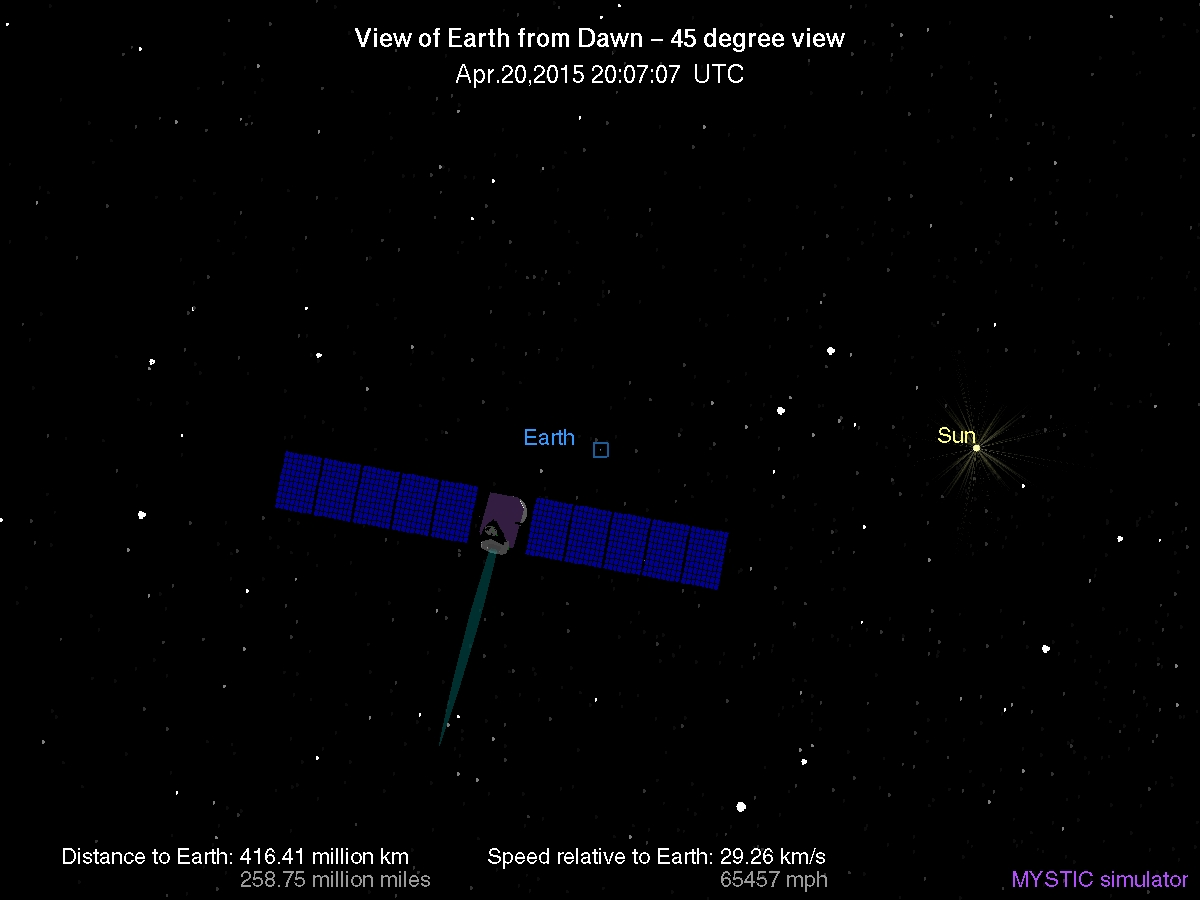 View of Earth from Dawn – 45 degree view
Apr.20,2015 20:07:07 UTC
Earth
Sun
Distance to Earth: 416.41 million km
258.75 million miles
Speed relative to Earth: 29.26 km/s
65457 mph
MYSTIC simulator